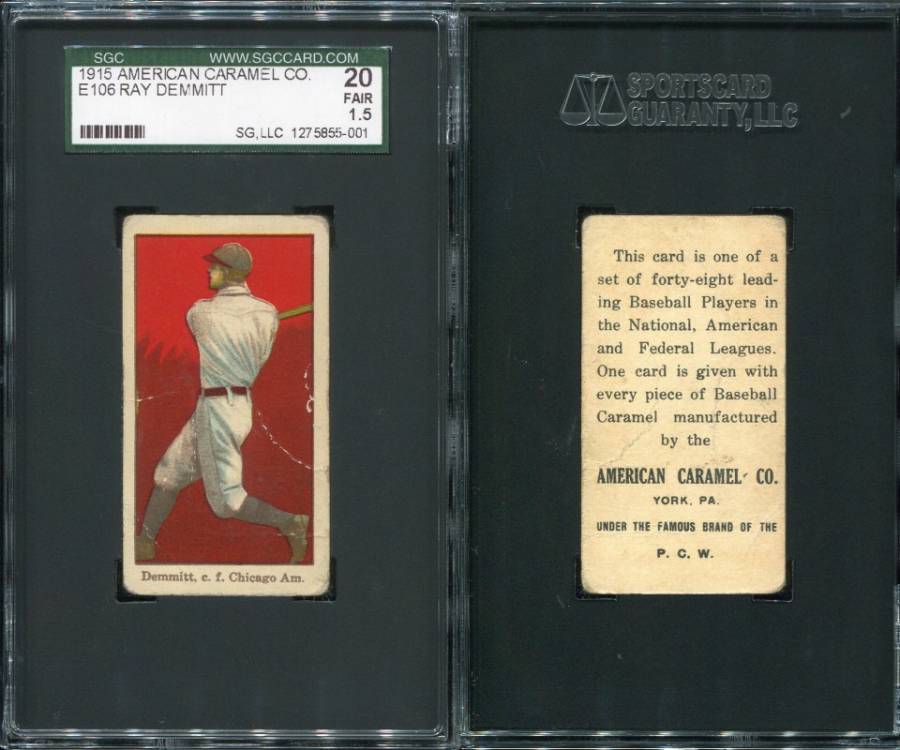 SGC WWW.SGCCARD.COM
1915 AMERICAN CARAMEL CO. 20
E106 RAY DEMMITT FAIR
1.5
SG, LLC 1275855-001
Demmitt, c. f. Chicago Am.
SPORTSCARD
GUARANTY, LLC
This card is one of a
set of forty-eight lead-
ing Baseball Players in
the National, American
and Federal Leagues.
One card is given with
every piece of Baseball
Caramel manufactured
by the
AMERICAN CARAMEL CO.
YORK, PA.
UNDER THE FAMOUS BRAND OF THE
P. C. W.